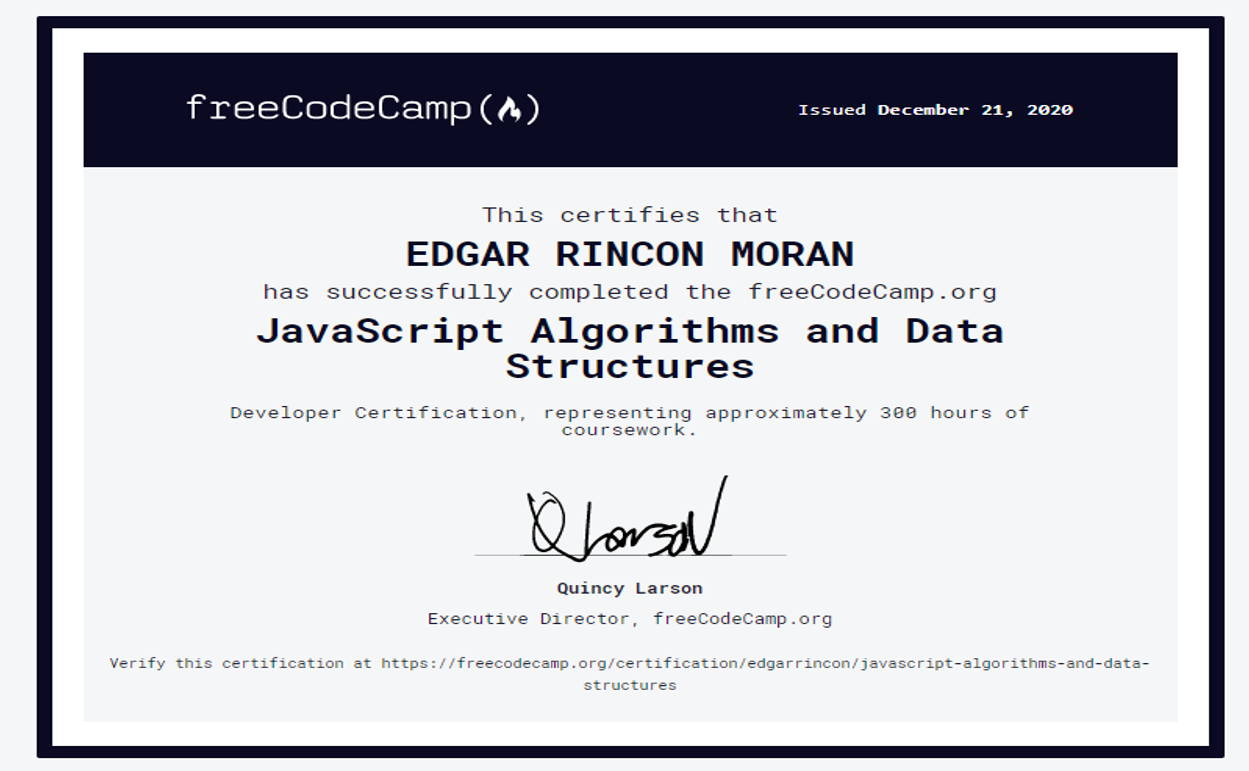 freeCodeCamp()
Issued December 21, 2020
This certifies that
EDGAR RINCON MORAN
has successfully completed the freeCodeCamp.org
JavaScript Algorithms and Data
Structures
Developer Certification, representing approximately 300 hours of
coursework.
Q Larson
Quincy Larson
Executive Director, freeCodeCamp.org
Verify this certification at https://freecodecamp.org/certification/edgarrincon/javascript-algorithms-and-data-
structures